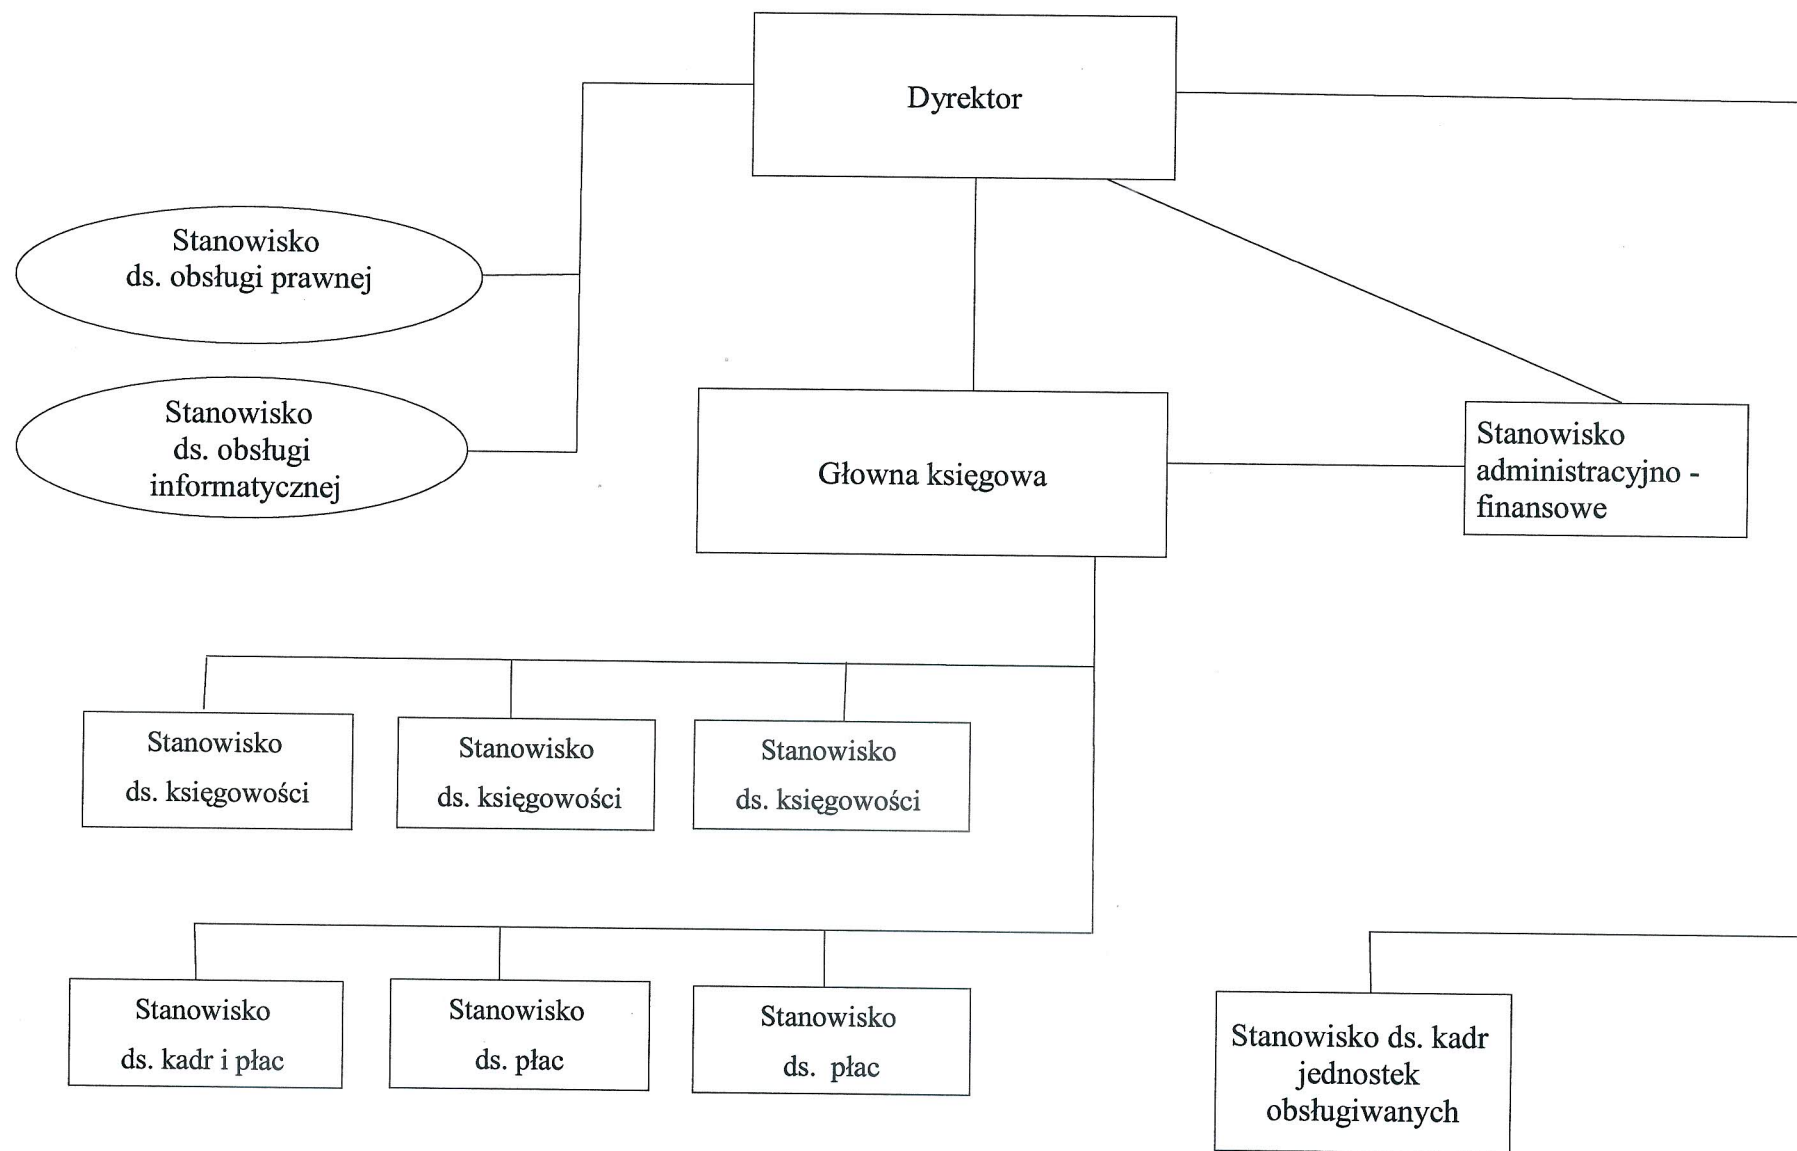 Dyrektor
Stanowisko
ds. obsługi prawnej
Stanowisko
ds. obsługi
informatycznej
Głowna księgowa
Stanowisko
administracyjno -
finansowe
Stanowisko
ds. księgowości
Stanowisko
ds. księgowości
Stanowisko
ds. księgowości
Stanowisko
ds. kadr i płac
Stanowisko
ds. płac
Stanowisko
ds. płac
Stanowisko ds. kadr
jednostek
obsługiwanych